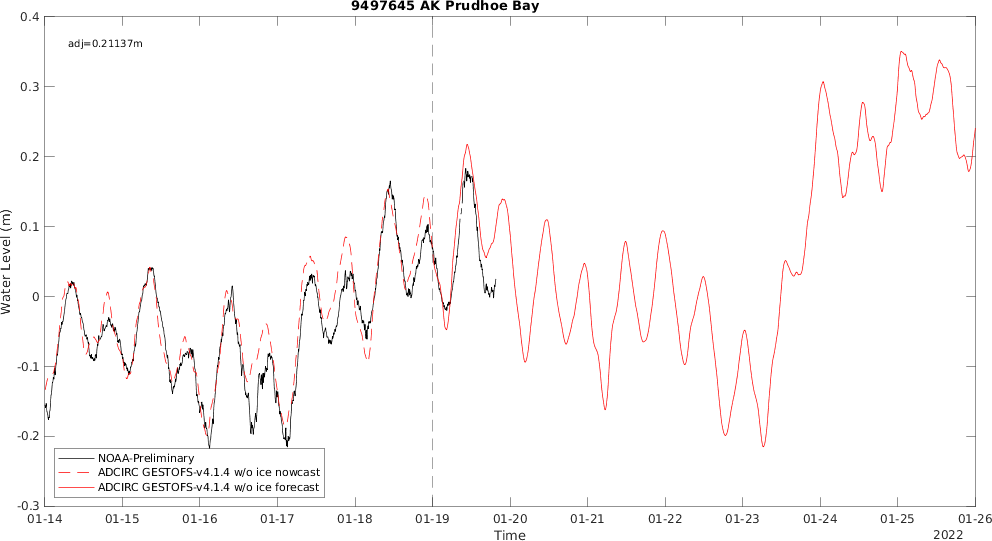 9497645 AK Prudhoe Bay
adj=0.21137m
0.4
0.3
0.2
0.1
0
-0.1
-0.2
-0.3
Water Level (m)
NOAA-Preliminary
ADCIRC GESTOFS-v4.1.4 w/o ice nowcast
ADCIRC GESTOFS-v4.1.4 w/o ice forecast
01-14 01-15 01-16 01-17 01-18 01-19 01-20 01-21 01-22 01-23 01-24 01-25 01-26
Time
2022